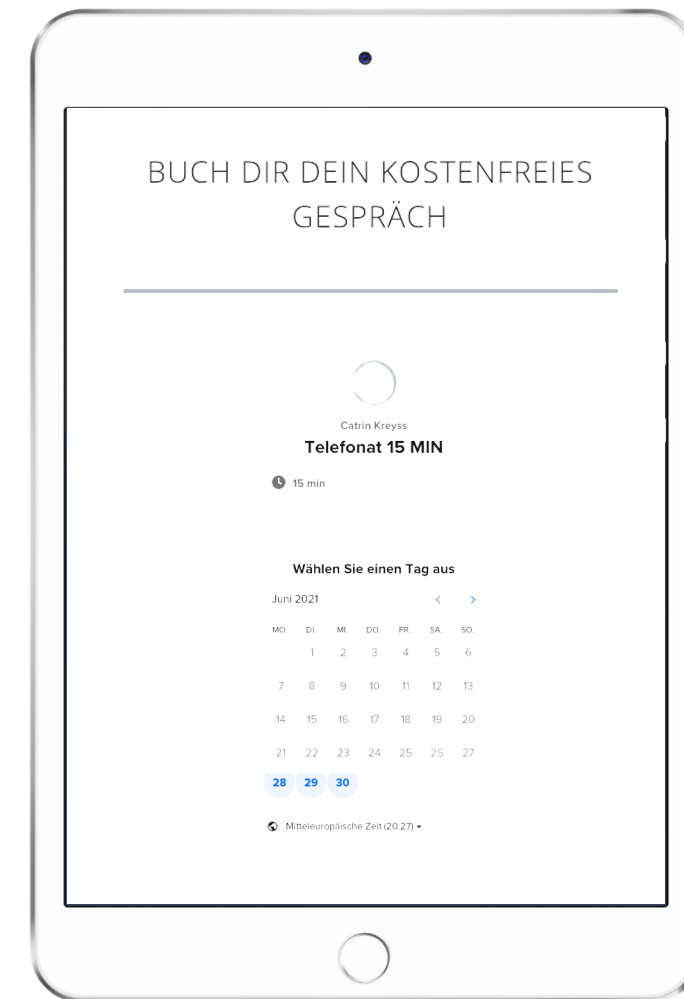 BUCH DIR DEIN KOSTENFREIES
GESPRÄCH
Catrin Kreyss
Telefonat 15 MIN
15 min
Wählen Sie einen Tag aus
Juni 2021
MO. DI. MI. DO. FR. SA. SO.
1 2 3 4 5 6
7 8 9 10 11 12 13
14 15 16 17 18 19 20
21 22 23 24 25 26 27
28 29 30
Mitteleuropäische Zeit (20:27)